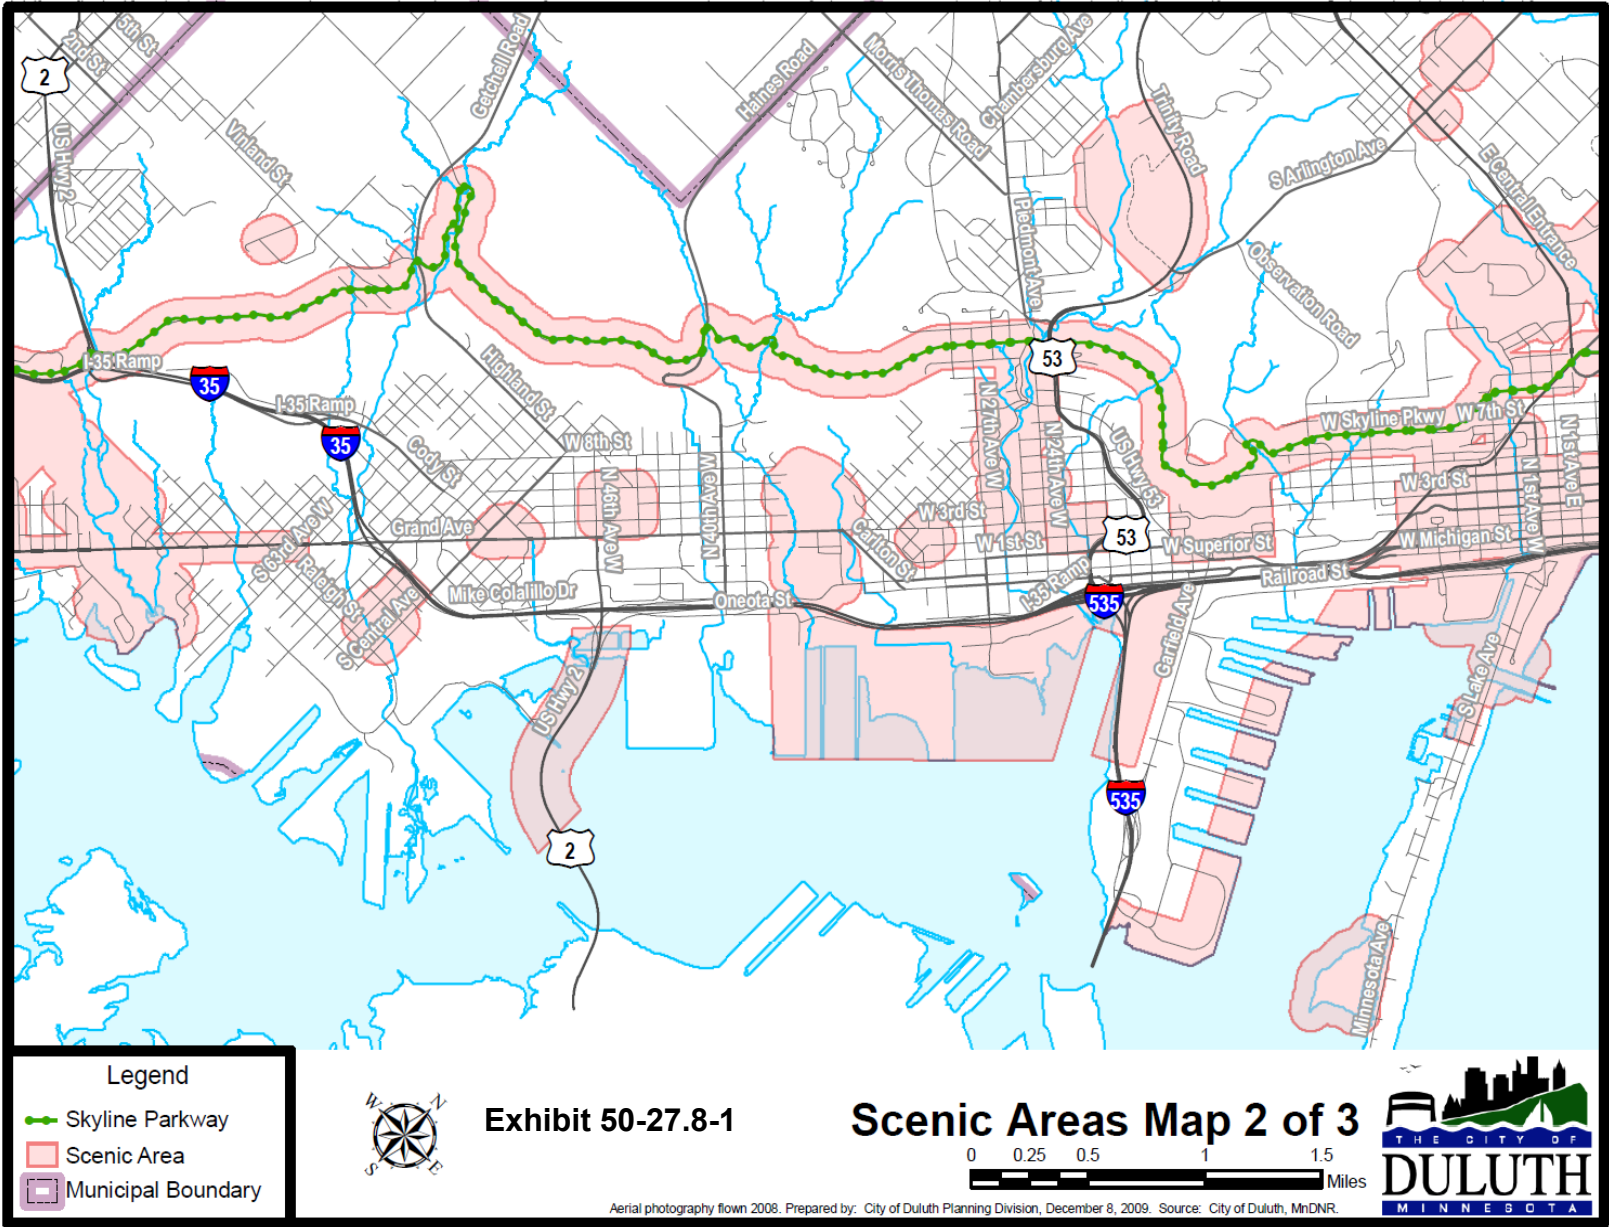 5th St
2nd St
2
US Hwy 2
Vinland St
Getchell Road
Haines Road
Morris Thomas Road
Chambersburg Ave
Trinity Road
S Arlington Ave
E Central Entrance
Piedmont Ave
Observation Road
I-35 Ramp
35
I-35 Ramp
35
Highland St
Cody St
W 8th St
53
N 27th Ave W
N 24th Ave W
US Hwy 53
W Skyline Pkwy
W 7th St
N 1st Ave E
N 40th Ave W
N 46th Ave W
Grand Ave
S 63rd Ave W
Raleigh St
S Central Ave
Mike Colalillo Dr
Oneota St
Carlton St
W 3rd St
W 1st St
53
W Superior St
W 3rd St
W Michigan St
N 1st Ave W
Railroad St
I-35 Ramp
535
Garfield Ave
S Lake Ave
US Hwy 2
2
535
Minnesota Ave
Legend
Skyline Parkway
Scenic Area
Municipal Boundary
W
N
S
E
Exhibit 50-27.8-1
Scenic Areas Map 2 of 3
0 0.25 0.5 1 1.5
Miles
Aerial photography flown 2008. Prepared by: City of Duluth Planning Division, December 8, 2009. Source: City of Duluth, MnDNR.
THE CITY OF
DULUTH
MINNESOTA